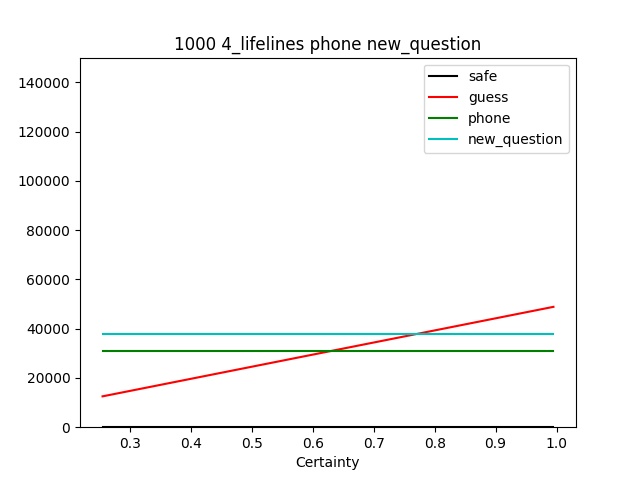 1000 4_lifelines phone new_question
safe
guess
phone
new_question
140000
120000
100000
80000
60000
40000
20000
0
0.3 0.4 0.5 0.6 0.7 0.8 0.9 1.0
Certainty